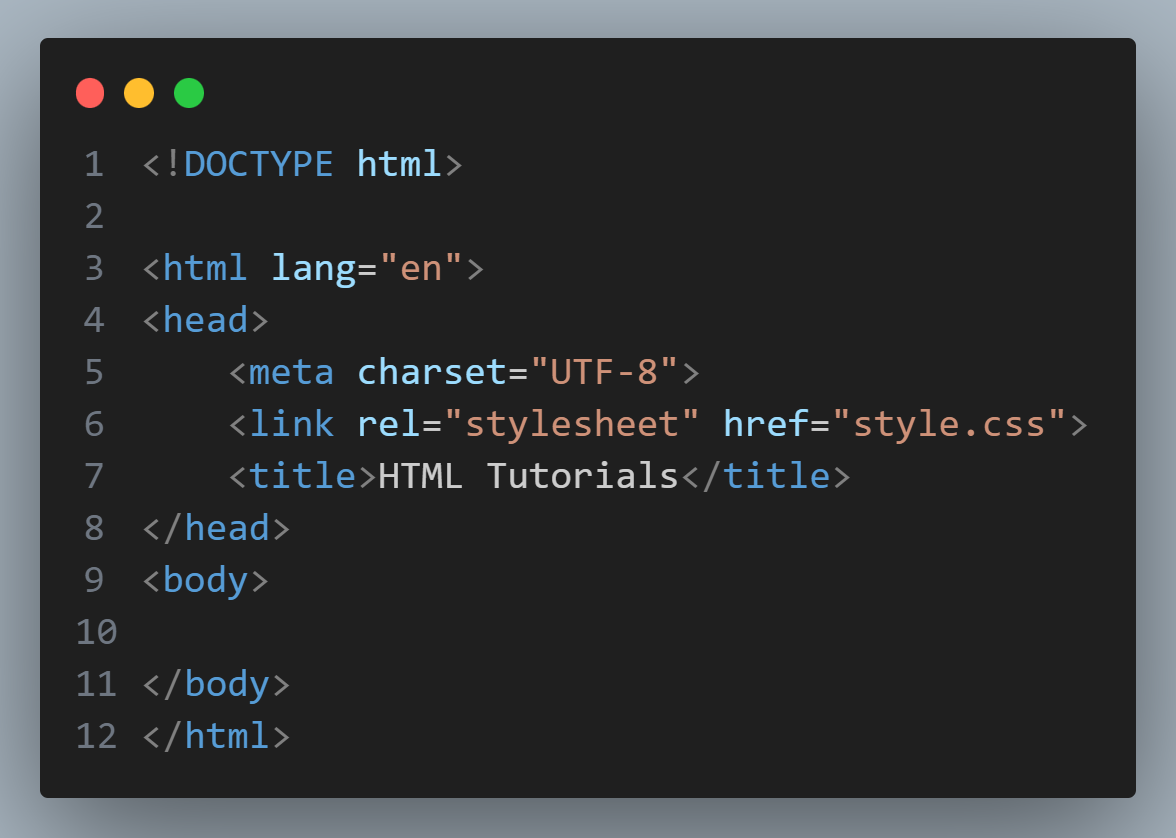 1 <!DOCTYPE html>
2
3 <html lang="en">
4 <head>
5     <meta charset="UTF-8">
6     <link rel="stylesheet" href="style.css">
7     <title>HTML Tutorials</title>
8 </head>
9 <body>
10
11 </body>
12 </html>